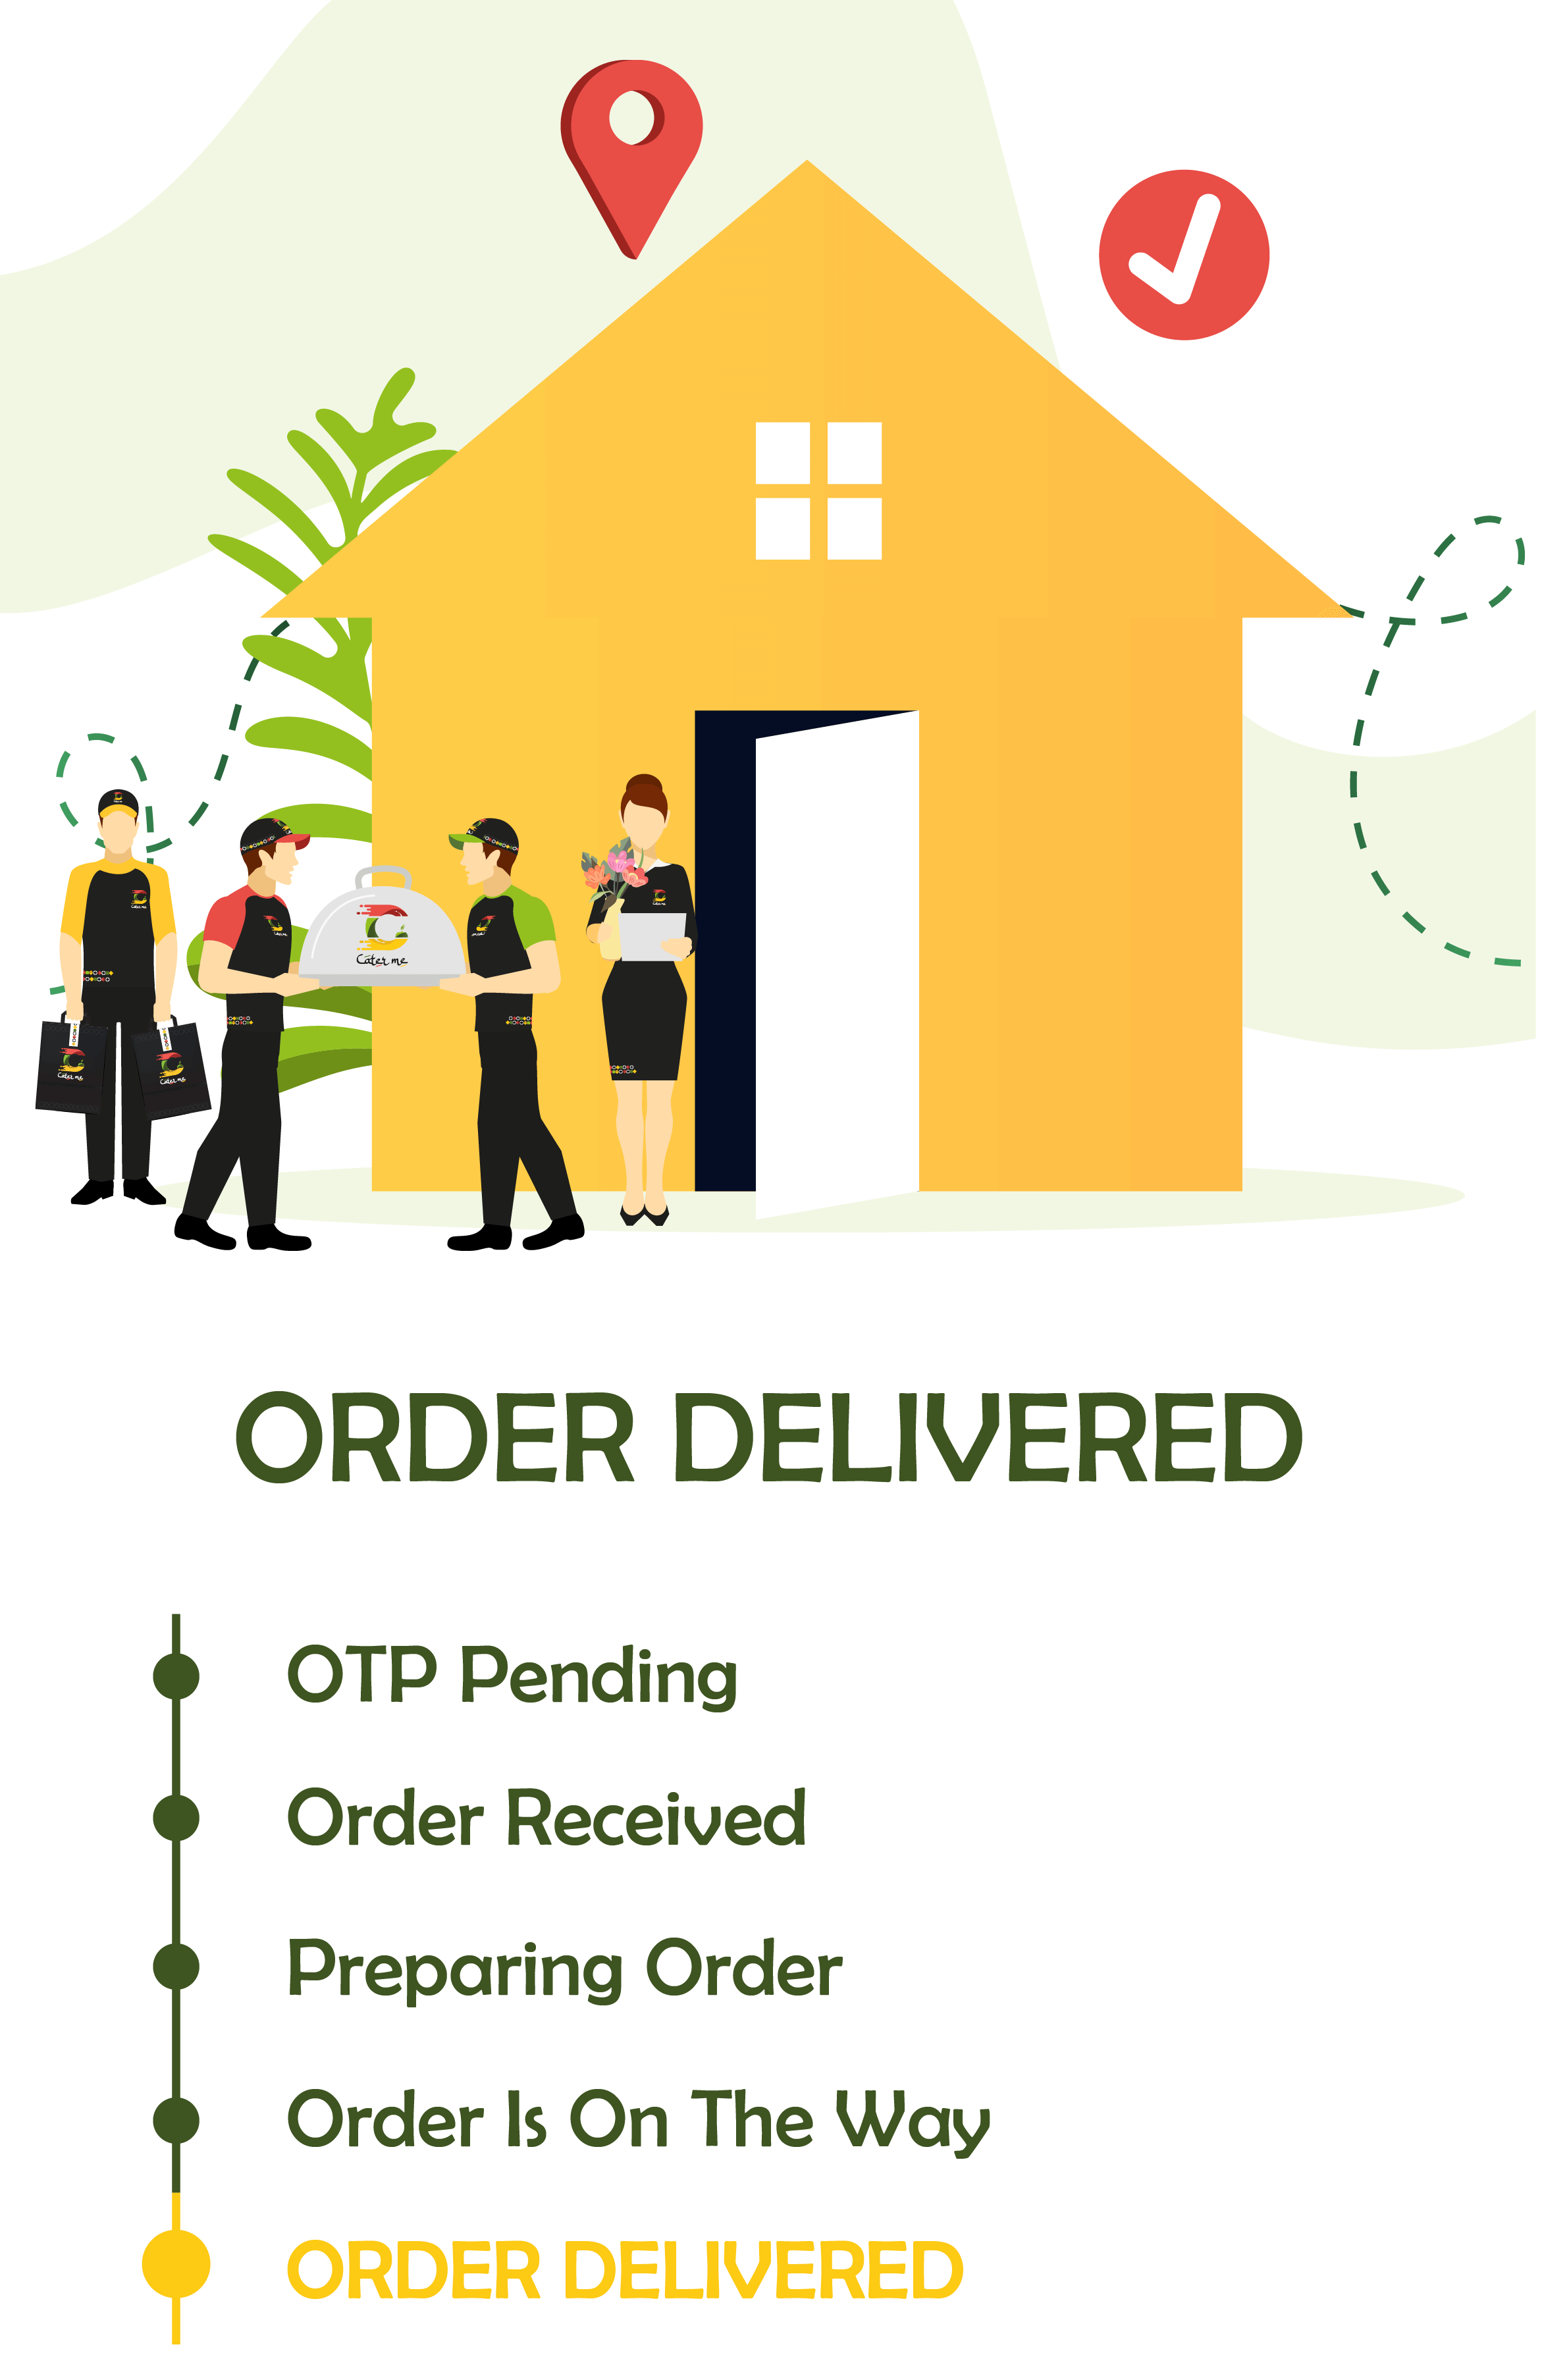 Cater me
Cater me
Cater me
ORDER DELIVERED
OTP Pending
Order Received
Preparing Order
Order Is On The Way
ORDER DELIVERED